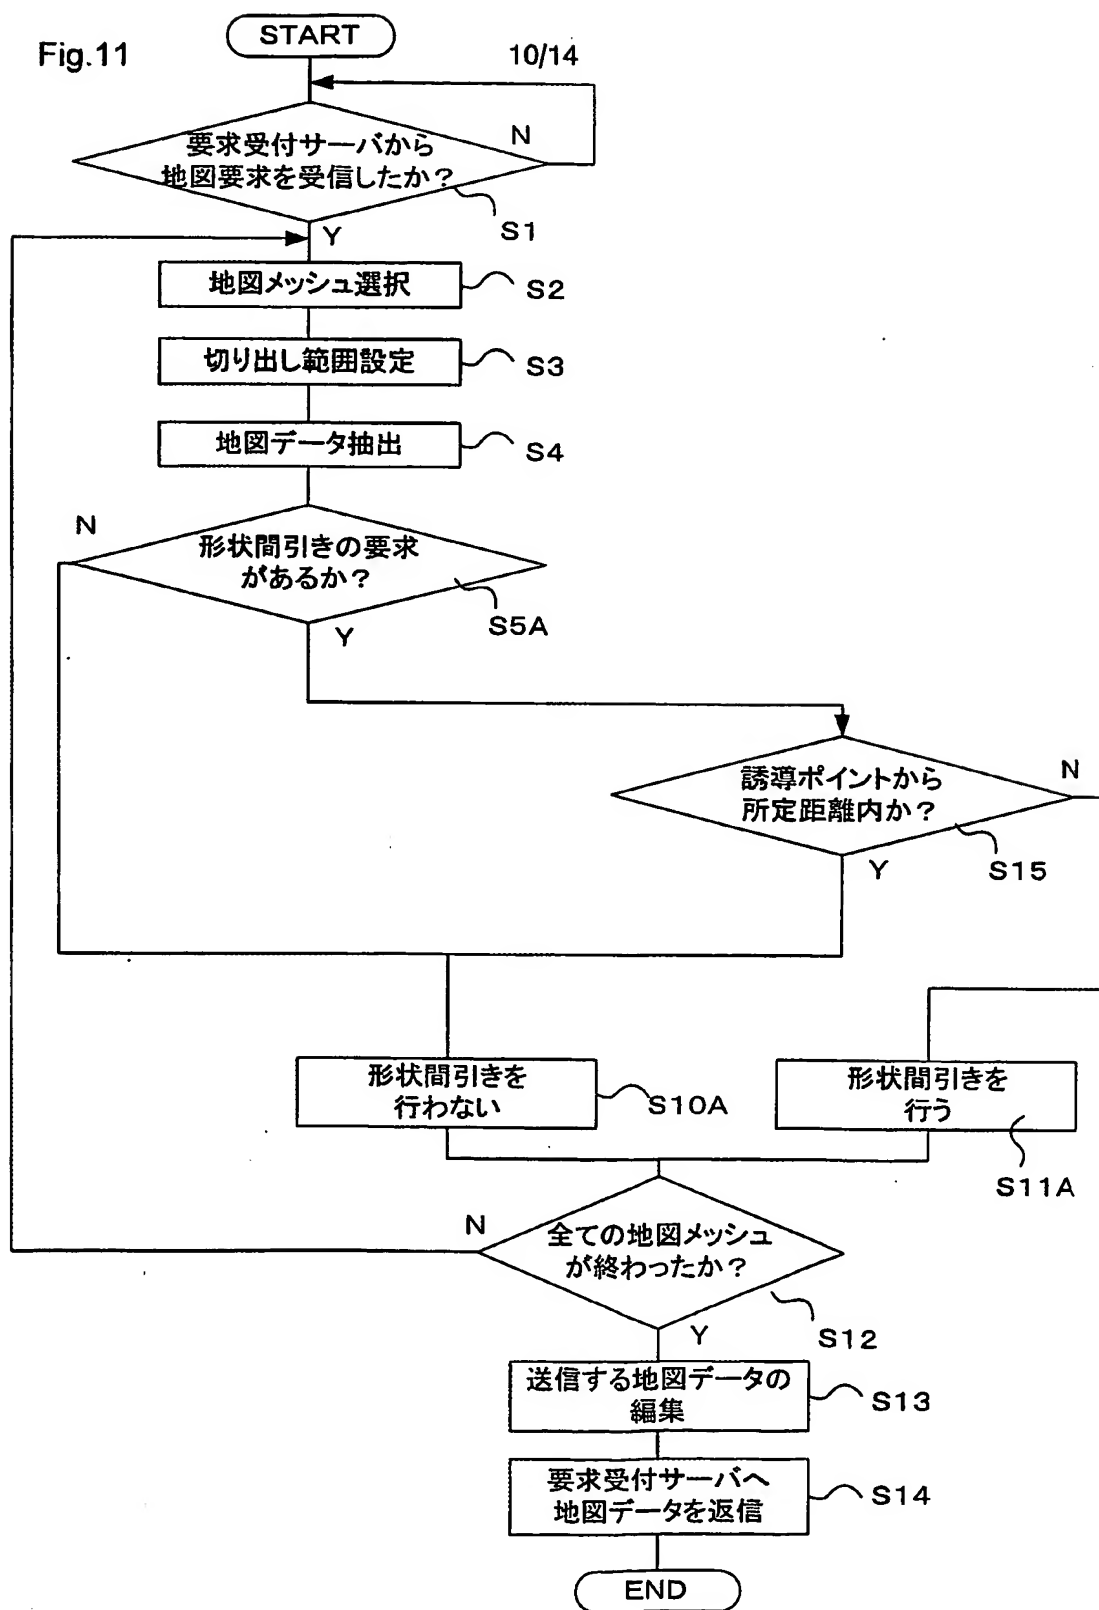 Fig.11
START
10/14
要求受付サーバから
地図要求を受信したか？
N
S1
Y
地図メッシュ選択
S2
切り出し範囲設定
S3
地図データ抽出
S4
N
形状間引きの要求
があるか？
S5A
Y
誘導ポイントから
所定距離内か？
N
S15
Y
形状間引きを
行わない
S10A
形状間引きを
行う
S11A
N
全ての地図メッシュ
が終わったか？
S12
Y
送信する地図データの
編集
S13
要求受付サーバへ
地図データを返信
S14
END